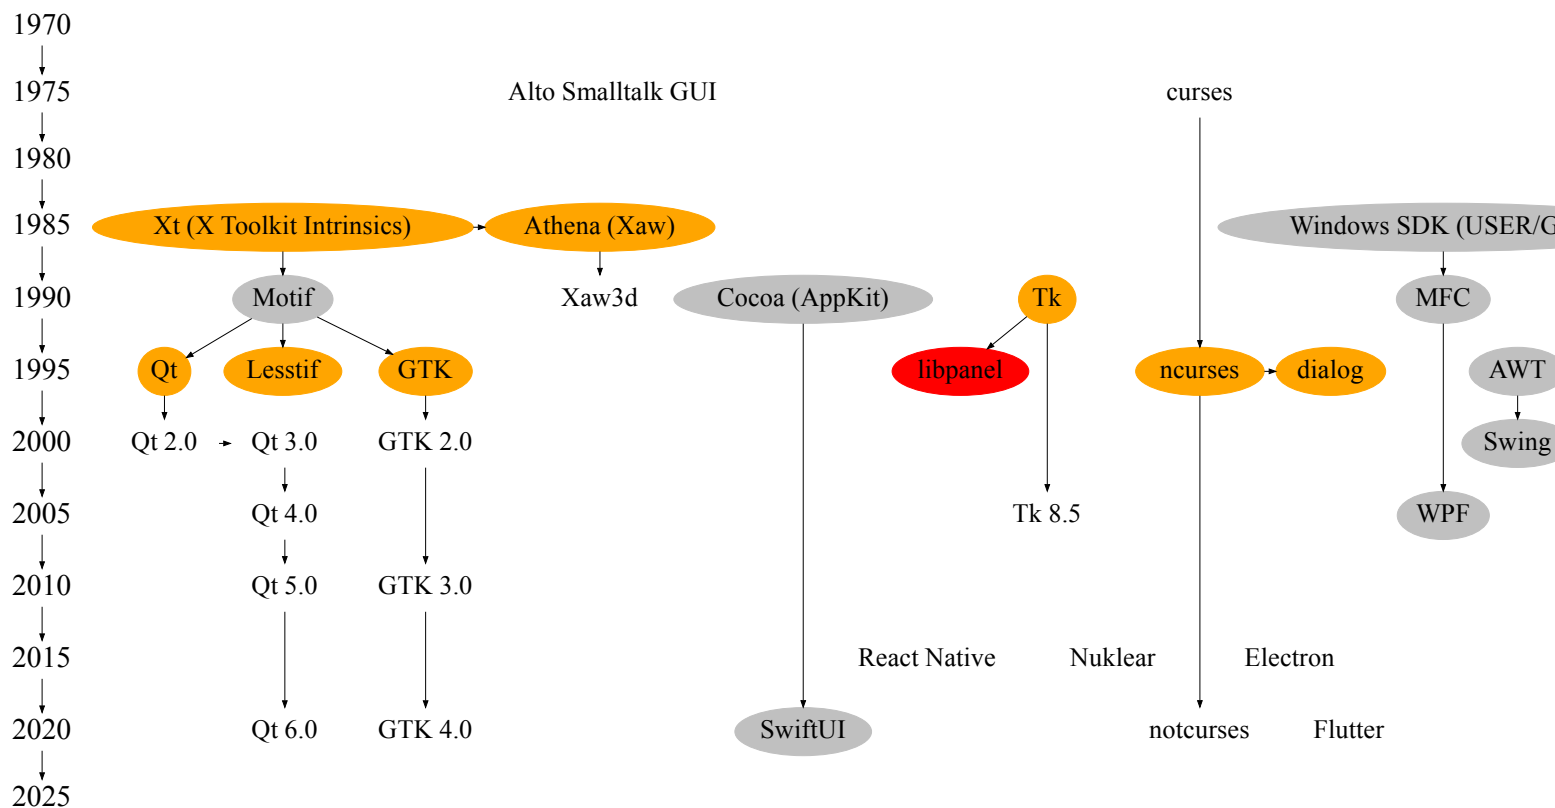 1970
1975
Alto Smalltalk GUI
curses
1980
1985
Xt (X Toolkit Intrinsics)
Athena (Xaw)
Windows SDK (USER/G
1990
Motif
Xaw3d
Cocoa (AppKit)
Tk
MFC
1995
Qt
Lesstif
GTK
libpanel
ncurses
dialog
AWT
2000
Qt 2.0
Qt 3.0
GTK 2.0
Swing
2005
Qt 4.0
Tk 8.5
WPF
2010
Qt 5.0
GTK 3.0
2015
React Native
Nuklear
Electron
2020
Qt 6.0
GTK 4.0
SwiftUI
notcurses
Flutter
2025